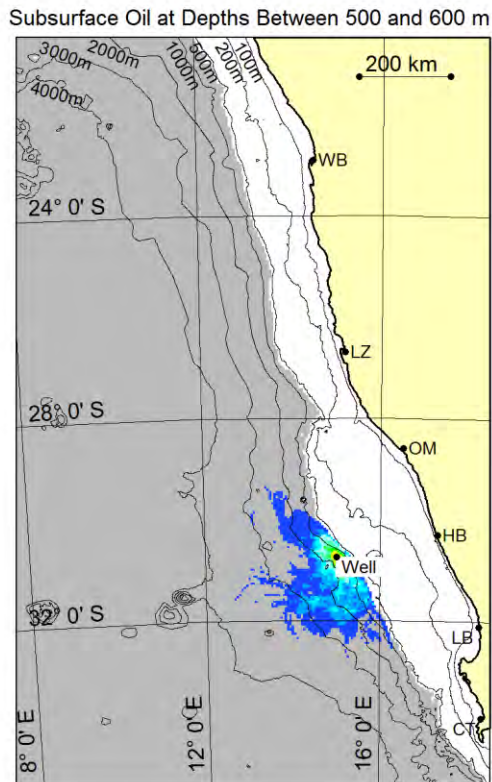 Subsurface Oil at Depths Between 500 and 600 m
100m
200m
500m
1000m
2000m
3000m
4000m
200 km
WB
24° 0' S
LZ
28° 0' S
OM
HB
Well
32° 0' S
LB
CT
8° 0' E
12° 0' E
16° 0' E